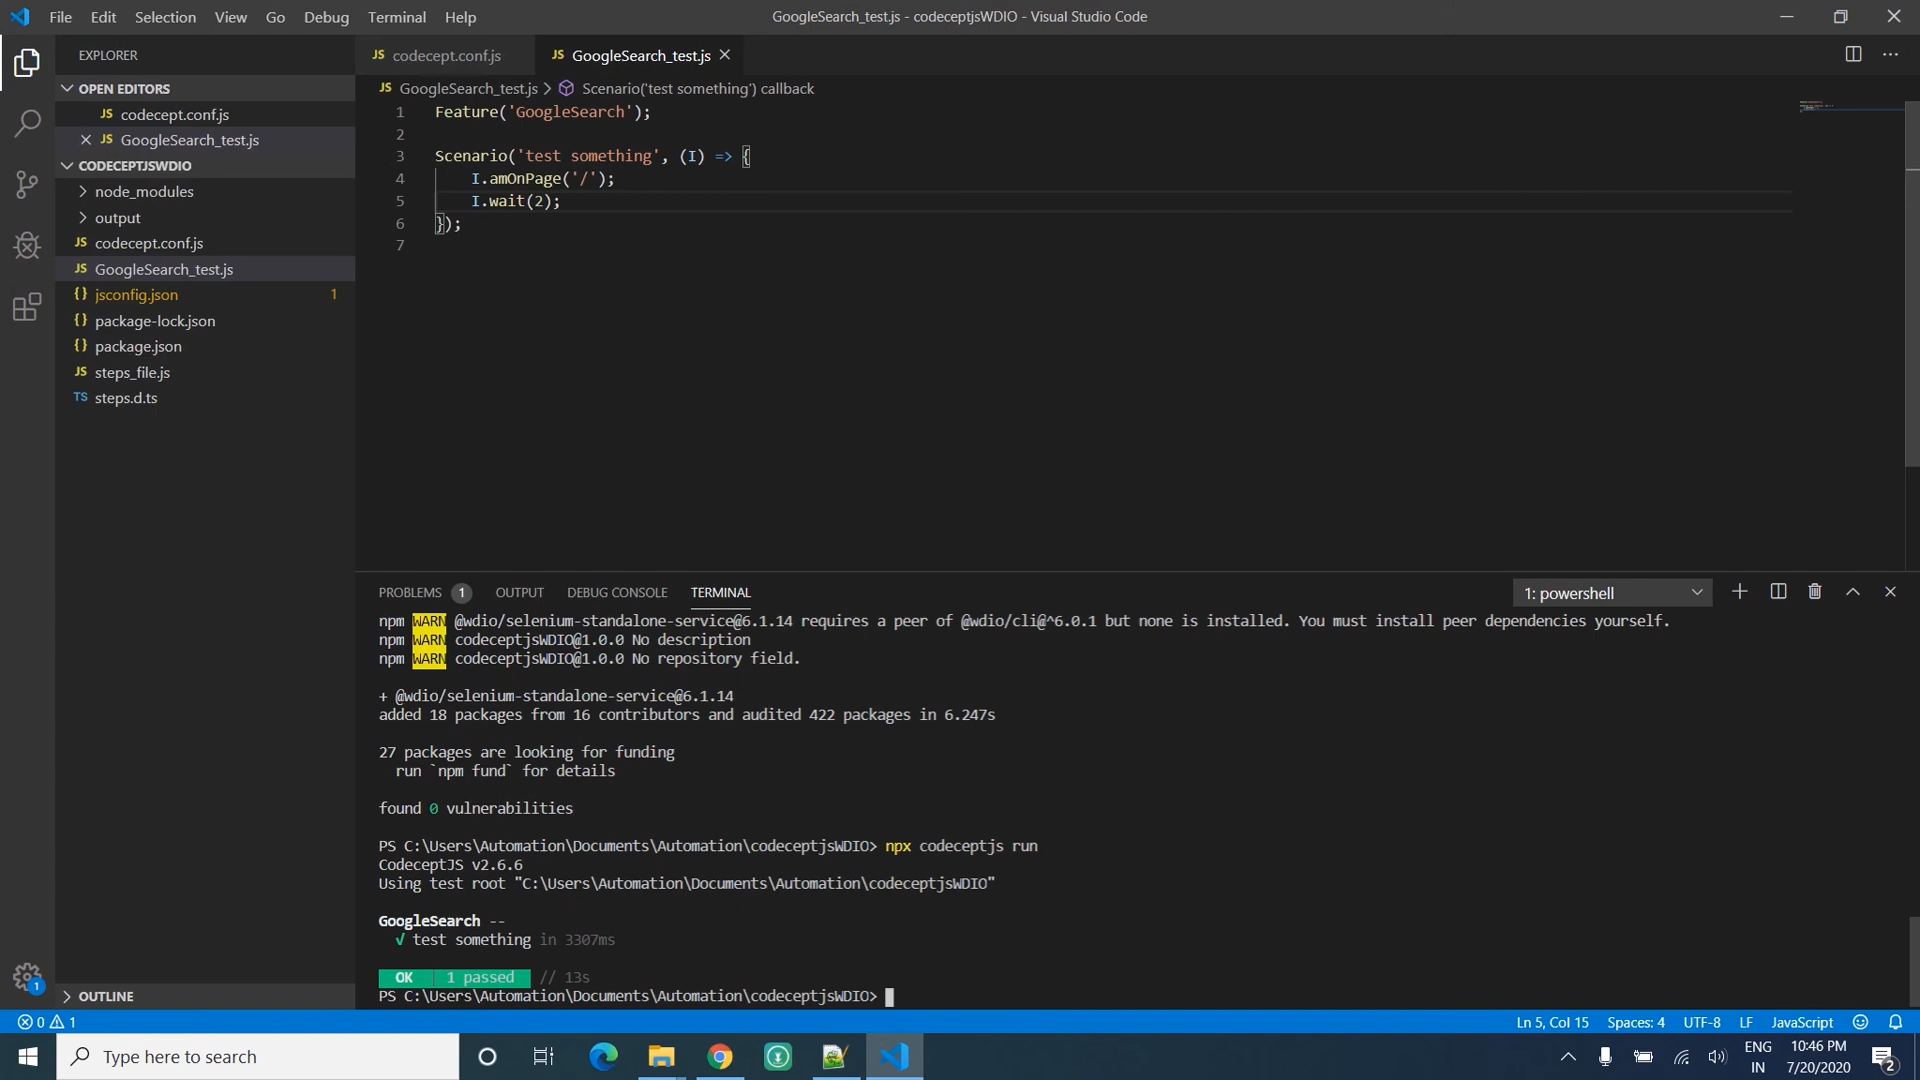 File Edit Selection View Go Debug Terminal Help
GoogleSearch_test.js - codeceptjsWDIO - Visual Studio Code
EXPLORER
OPEN EDITORS
JS codecept.conf.js
JS GoogleSearch_test.js
CODECEPTJSWDIO
node_modules
output
JS codecept.conf.js
JS GoogleSearch_test.js
{} jsconfig.json 1
{} package-lock.json
{} package.json
JS steps_file.js
TS steps.d.ts
OUTLINE
1
JS codecept.conf.js
JS GoogleSearch_test.js
JS GoogleSearch_test.js > Scenario('test something') callback
1 Feature('GoogleSearch');
2
3 Scenario('test something', (I) => {
4 I.amOnPage('/');
5 I.wait(2);
6 });
7
PROBLEMS 1 OUTPUT DEBUG CONSOLE TERMINAL
1: powershell
npm WARN @wdio/selenium-standalone-service@6.1.14 requires a peer of @wdio/cli@^6.0.1 but none is installed. You must install peer dependencies yourself.
npm WARN codeceptjsWDIO@1.0.0 No description
npm WARN codeceptjsWDIO@1.0.0 No repository field.
+ @wdio/selenium-standalone-service@6.1.14
added 18 packages from 16 contributors and audited 422 packages in 6.247s
27 packages are looking for funding
run `npm fund` for details
found 0 vulnerabilities
PS C:\Users\Automation\Documents\Automation\codeceptjsWDIO> npx codeceptjs run
CodeceptJS v2.6.6
Using test root "C:\Users\Automation\Documents\Automation\codeceptjsWDIO"
GoogleSearch --
√ test something in 3307ms
OK | 1 passed // 13s
PS C:\Users\Automation\Documents\Automation\codeceptjsWDIO>
0 1
Ln 5, Col 15 Spaces: 4 UTF-8 LF JavaScript
Type here to search
ENG
IN
10:46 PM
7/20/2020
2